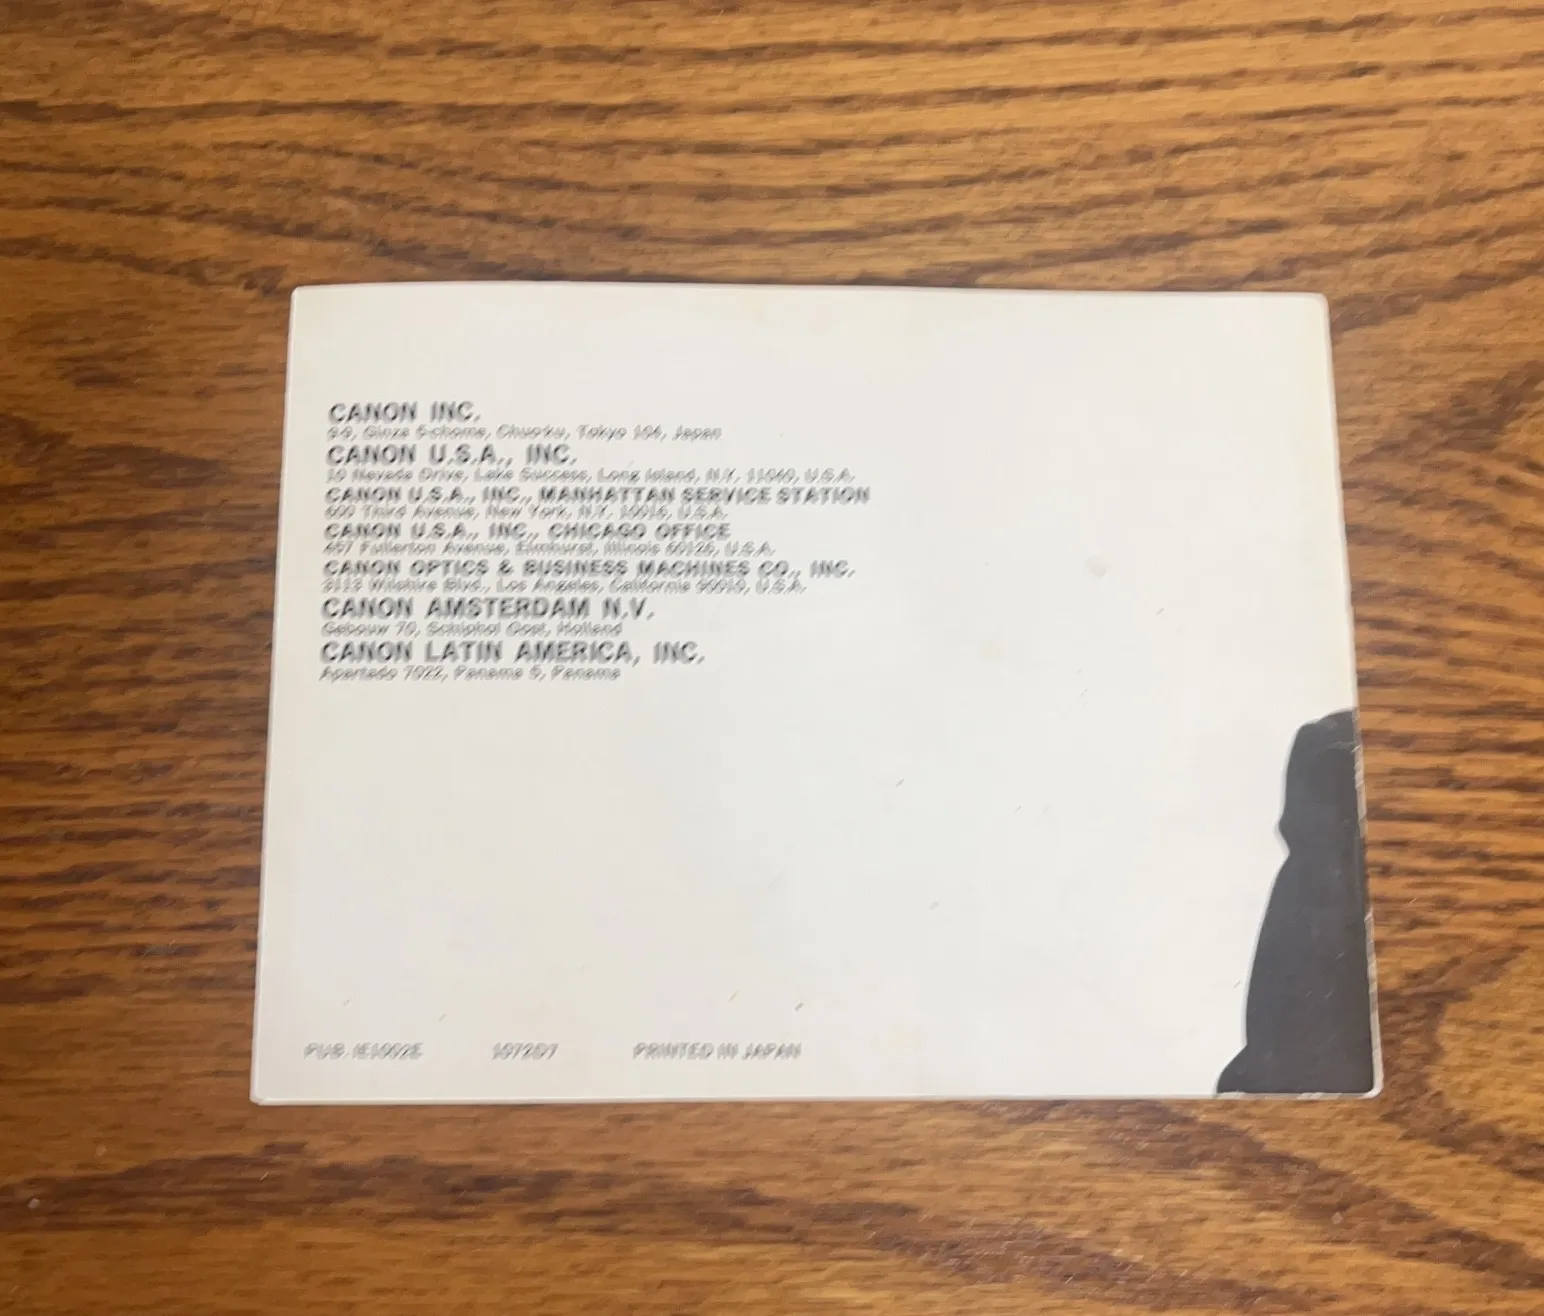 CANON INC.
9-9, Ginza 5-chome, Chuo-ku, Tokyo 104, Japan
CANON U.S.A., INC.
10 Nevada Drive, Lake Success, Long Island, N.Y. 11040, U.S.A.
CANON U.S.A., INC., MANHATTAN SERVICE STATION
600 Third Avenue, New York, N.Y. 10016, U.S.A.
CANON U.S.A., INC., CHICAGO OFFICE
457 Fullerton Avenue, Elmhurst, Illinois 60126, U.S.A.
CANON OPTICS & BUSINESS MACHINES CO., INC.
3113 Wilshire Blvd., Los Angeles, California 90010, U.S.A.
CANON AMSTERDAM N.V.
Gebouw 70, Schiphol Oost, Holland
CANON LATIN AMERICA, INC.
Apartado 7022, Panama 5, Panama
PUB. IE1002E 1072D7 PRINTED IN JAPAN